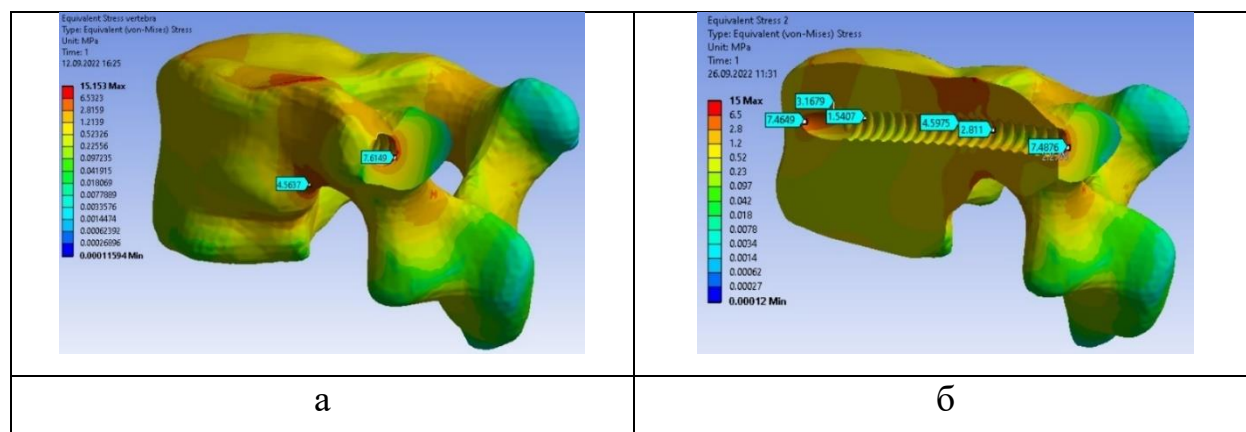 Equivalent Stress vertebra
Type: Equivalent (von-Mises) Stress
Unit: MPa
Time: 1
12.09.2022 16:25
15.153 Max
6.5323
2.8159
1.2139
0.52326
0.22556
0.097235
0.041915
0.018069
0.0077889
0.0033576
0.0014474
0.00062392
0.00026896
0.00011594 Min
7.6149
4.5637
Equivalent Stress 2
Type: Equivalent (von-Mises) Stress
Unit: MPa
Time: 1
26.09.2022 11:31
15 Max
6.5
2.8
1.2
0.52
0.23
0.097
0.042
0.018
0.0078
0.0034
0.0014
0.00062
0.00027
0.00012 Min
3.1679
7.4649
1.5407
4.5975
2.811
7.4876
а
б